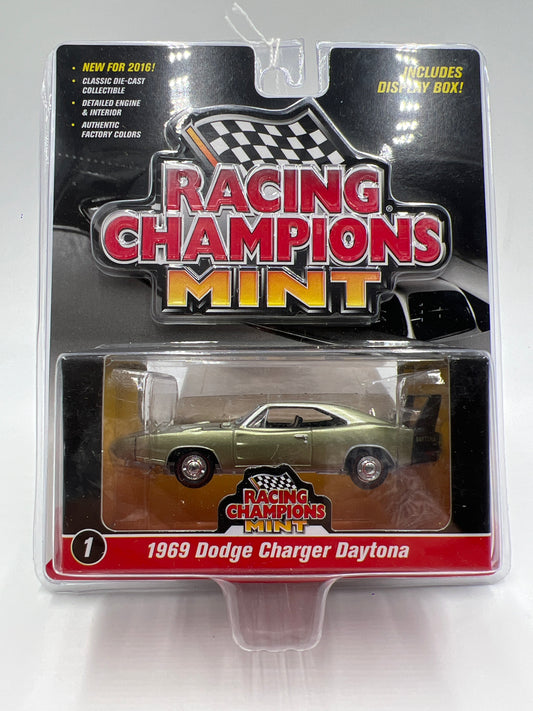 • NEW FOR 2016!
• CLASSIC DIE-CAST
COLLECTIBLE
• DETAILED ENGINE
& INTERIOR
• AUTHENTIC
FACTORY COLORS
INCLUDES
DISPLAY BOX!
RACING
CHAMPIONS
MINT
DAYTONA
RACING
CHAMPIONS
MINT
1
1969 Dodge Charger Daytona